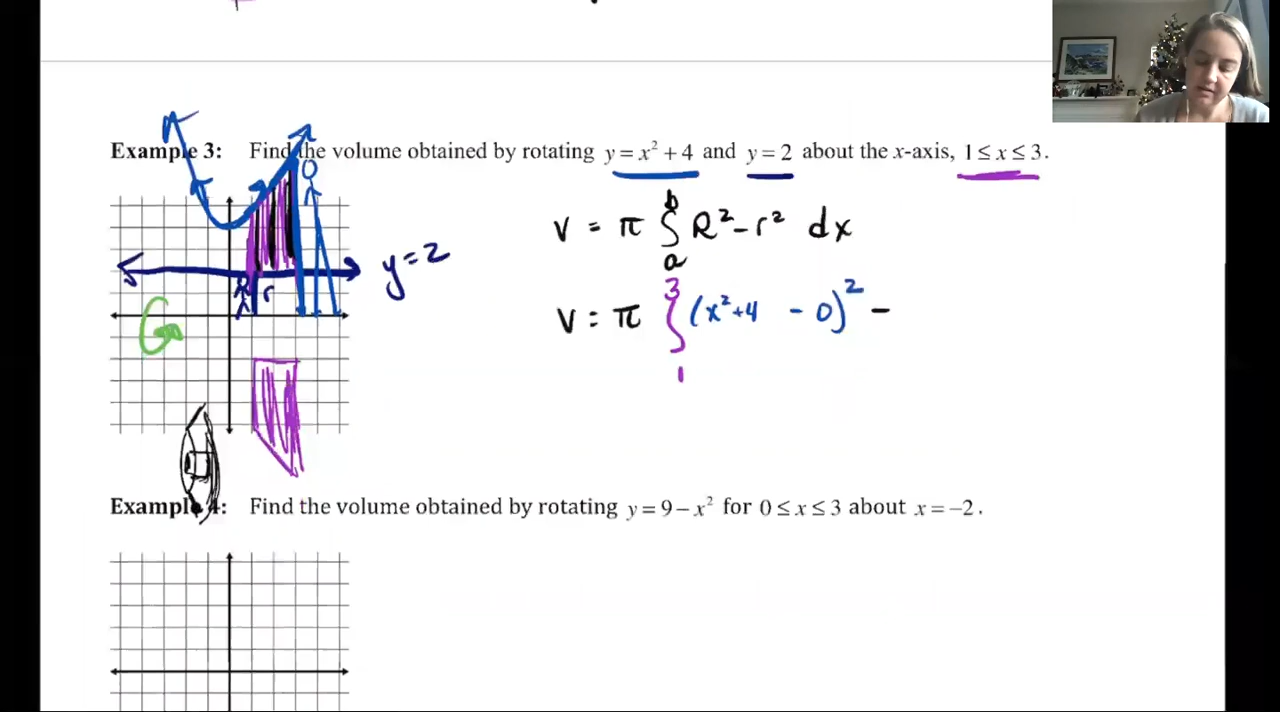 Example 3: Find the volume obtained by rotating y = x² + 4 and y = 2 about the x-axis, 1 ≤ x ≤ 3.
y=2
r
V = π ∫ₐᵇ R² - r² dx
V = π ∫₁³ (x²+4 - 0)² -
Example 4: Find the volume obtained by rotating y = 9 − x² for 0 ≤ x ≤ 3 about x = −2.